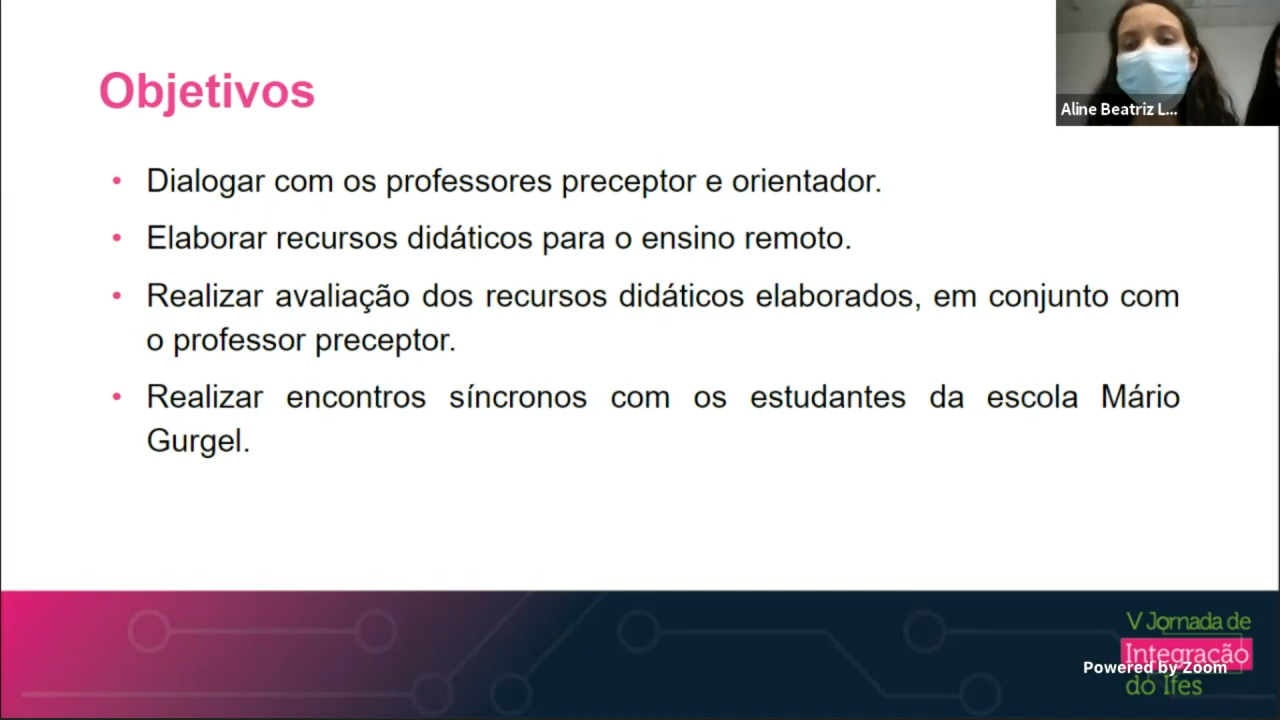 Objetivos
Aline Beatriz L...
• Dialogar com os professores preceptor e orientador.
• Elaborar recursos didáticos para o ensino remoto.
• Realizar avaliação dos recursos didáticos elaborados, em conjunto com
o professor preceptor.
• Realizar encontros síncronos com os estudantes da escola Mário
Gurgel.
V Jornada de
Integração
Powered by Zoom
do Ifes